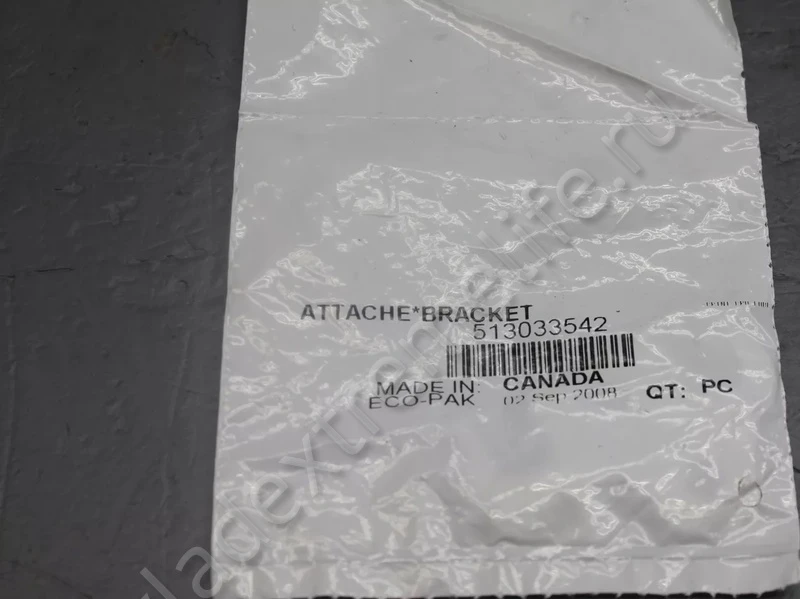 ATTACHE*BRACKET
513033542
MADE IN: CANADA
ECO-PAK 02 Sep 2008 QT: PC